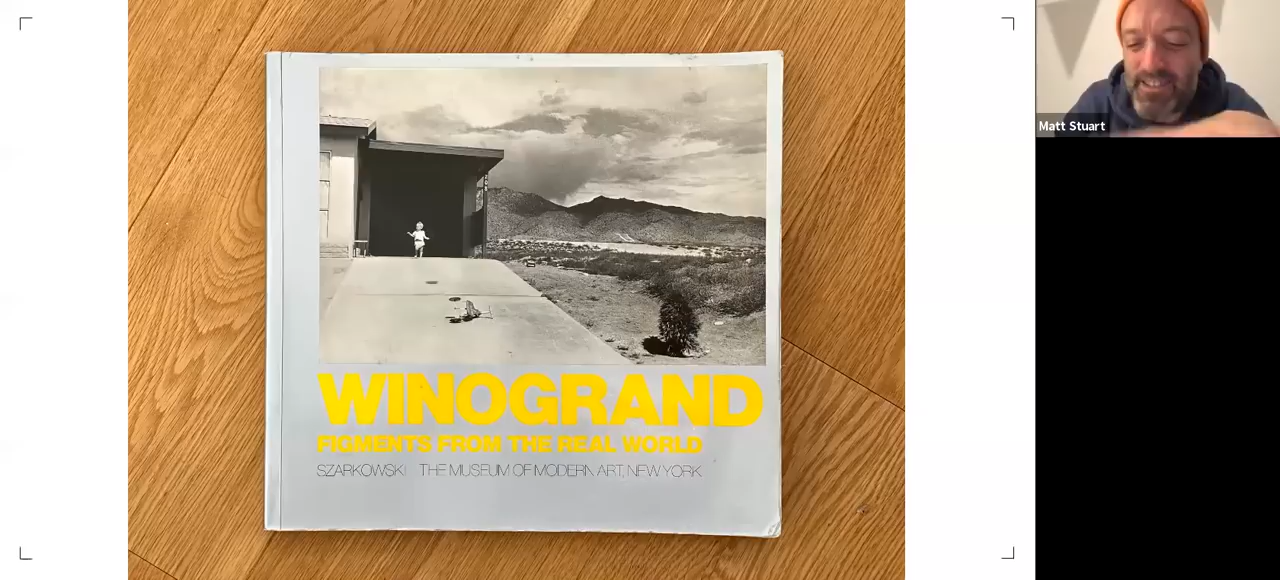 WINOGRAND
FIGMENTS FROM THE REAL WORLD
SZARKOWSKI THE MUSEUM OF MODERN ART, NEW YORK
Matt Stuart